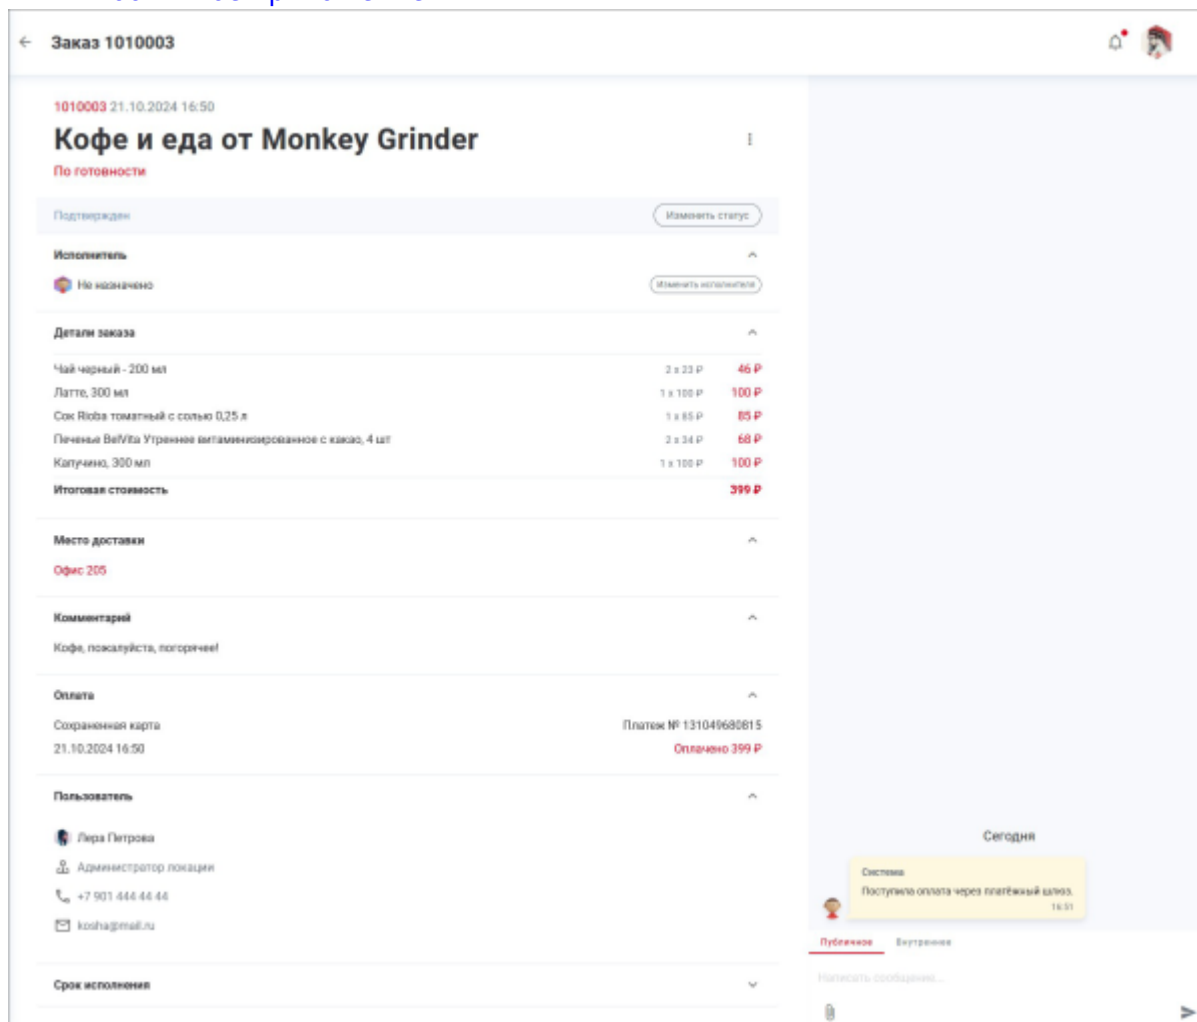 Заказ 1010003
1010003 21.10.2024 16:50
Кофе и еда от Monkey Grinder
По готовности
Подтвержден Изменить статус
Исполнитель
Не назначено Изменить исполнителя
Детали заказа
Чай черный - 200 мл 2 x 23 ₽ 46 ₽
Латте, 300 мл 1 x 100 ₽ 100 ₽
Сок Rioba томатный с солью 0,25 л 1 x 85 ₽ 85 ₽
Печенье BelVita Утреннее витаминизированное с какао, 4 шт 2 x 34 ₽ 68 ₽
Капучино, 300 мл 1 x 100 ₽ 100 ₽
Итоговая стоимость 399 ₽
Место доставки
Офис 205
Комментарий
Кофе, пожалуйста, погорячее!
Оплата
Сохраненная карта Платеж № 131049680815
21.10.2024 16:50 Оплачено 399 ₽
Пользователь
Лера Петрова
Администратор локации
+7 901 444 44 44
kosha@mail.ru
Срок исполнения
Сегодня
Система
Поступила оплата через платёжный шлюз.
16:51
Публичное Внутреннее
Написать сообщение...